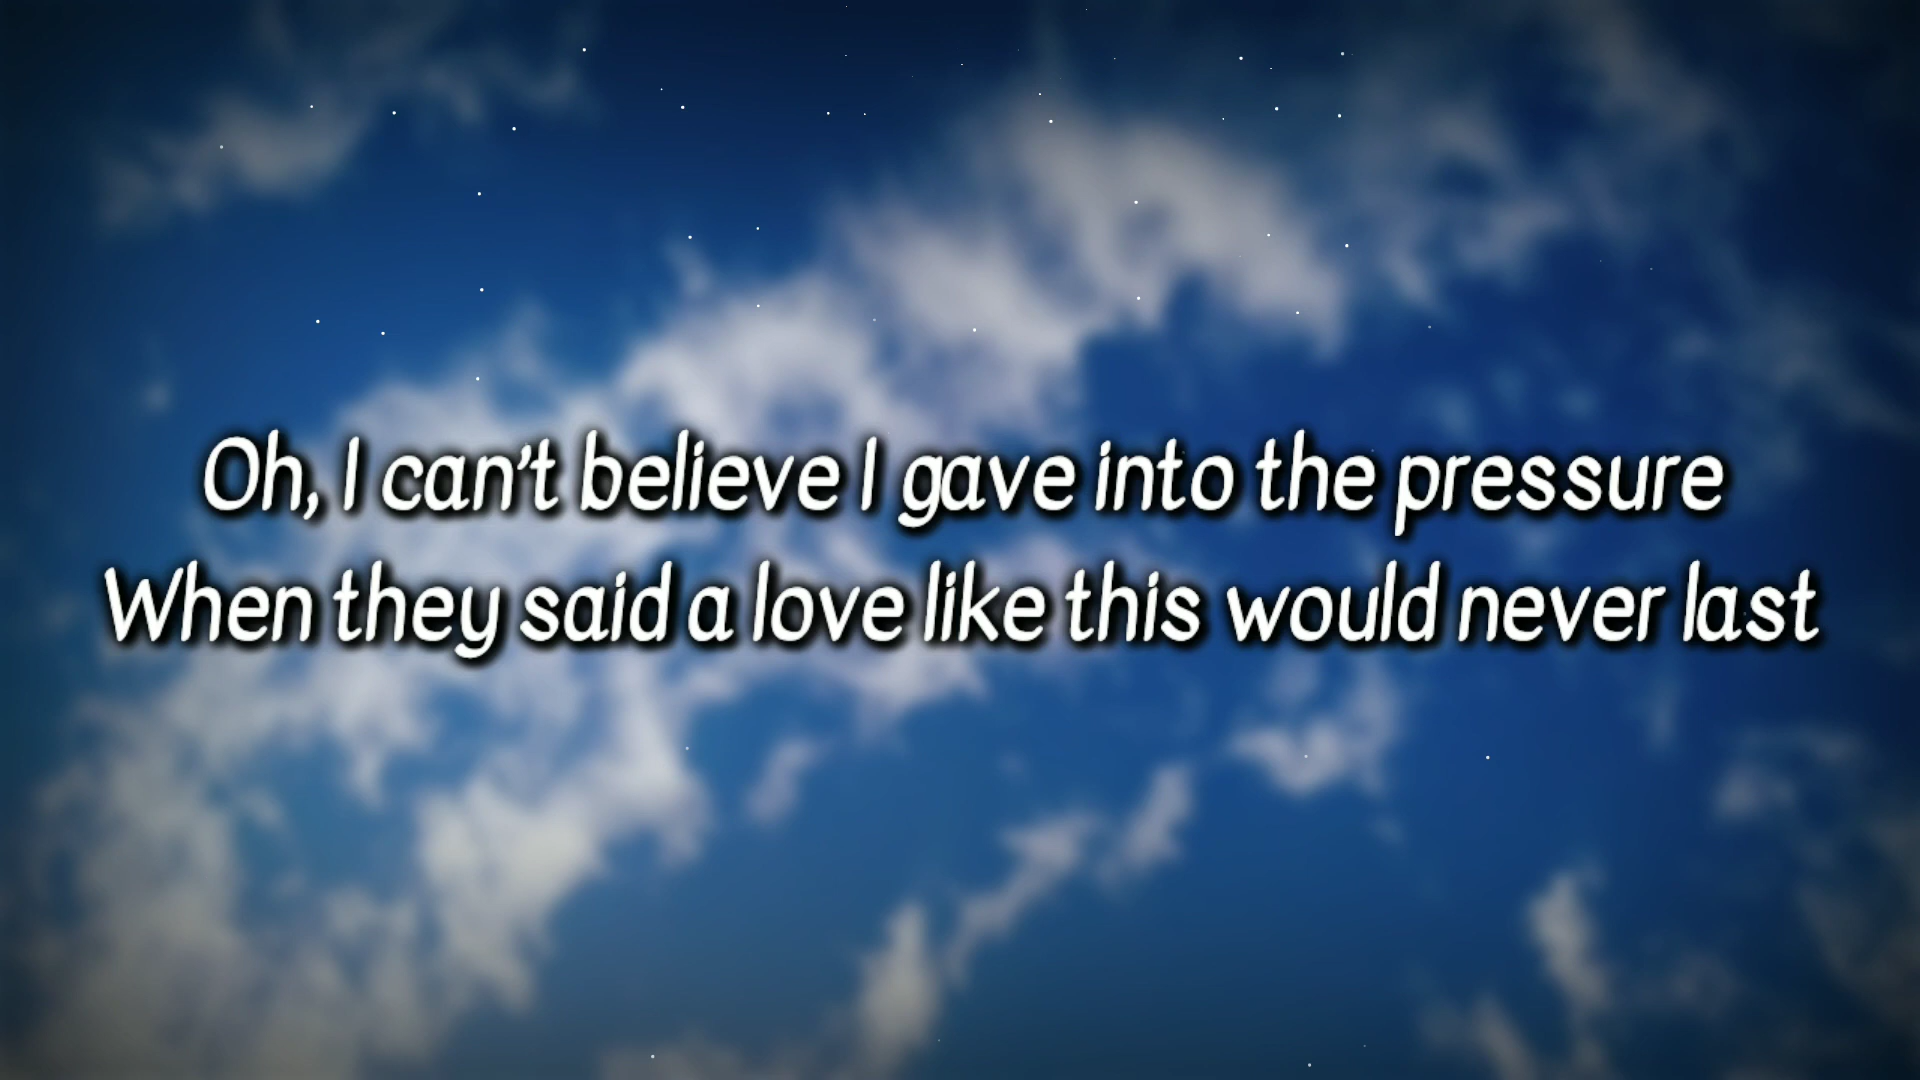 Oh, I can't believe I gave into the pressure
When they said a love like this would never last